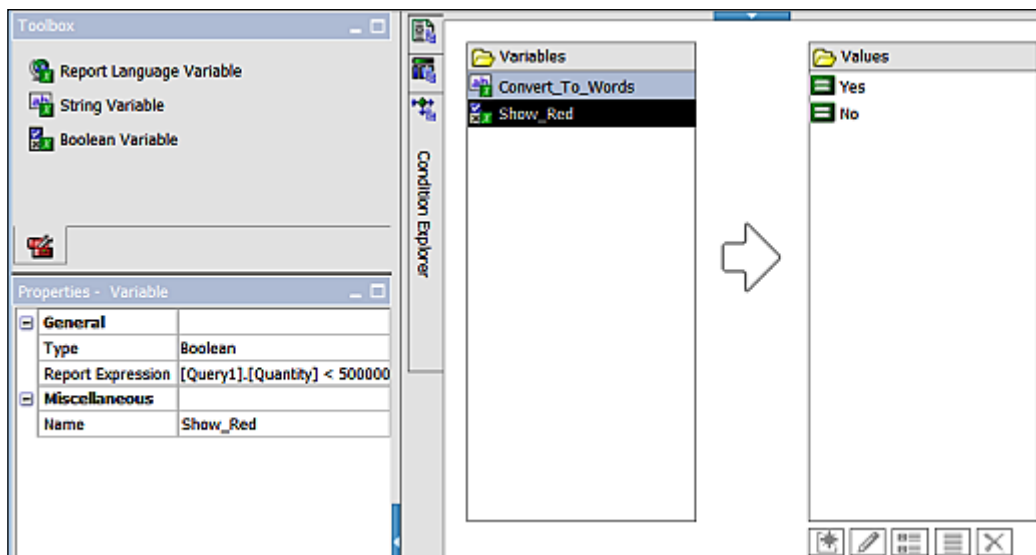 Toolbox
Report Language Variable
String Variable
Boolean Variable
Properties - Variable
General
Type Boolean
Report Expression [Query1].[Quantity] < 500000
Miscellaneous
Name Show_Red
Condition Explorer
Variables
Convert_To_Words
Show_Red
Values
Yes
No